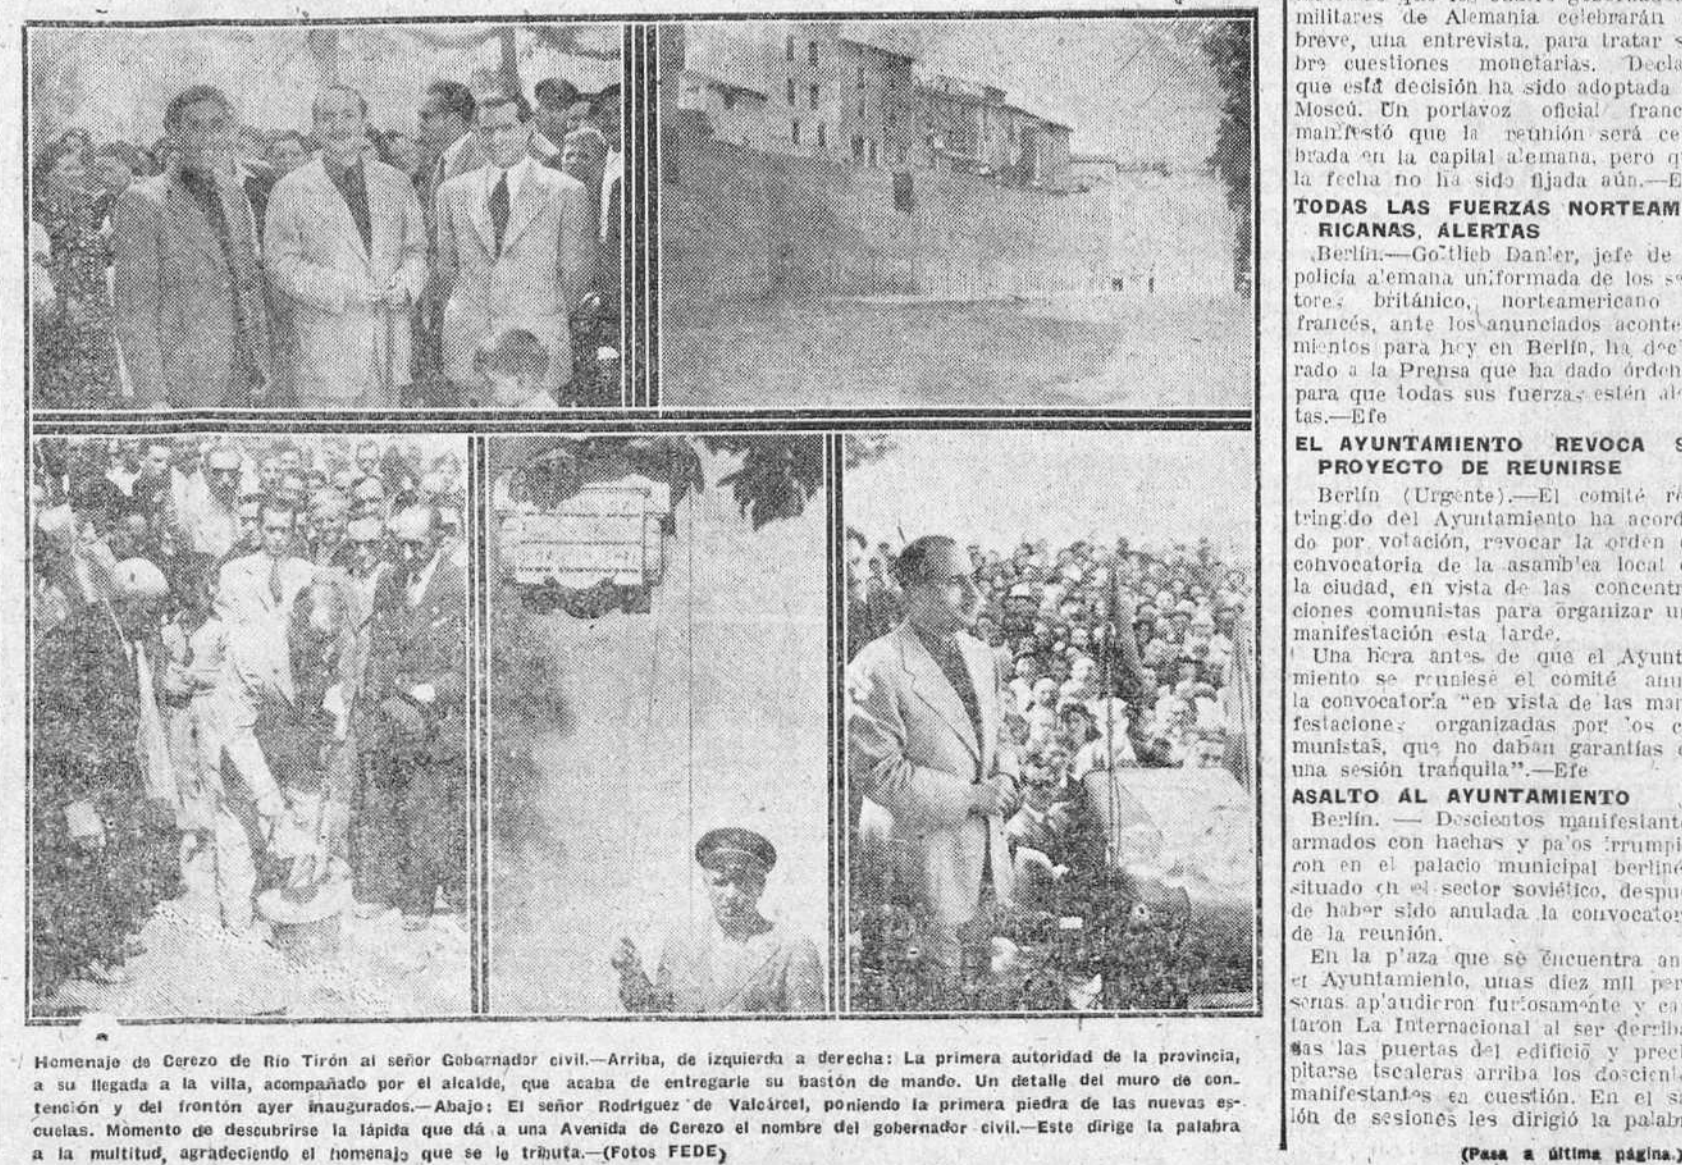 Homenaje de Cerezo de Río Tirón al señor Gobernador civil.—Arriba, de izquierda a derecha: La primera autoridad de la provincia,
a su llegada a la villa, acompañado por el alcalde, que acaba de entregarle su bastón de mando. Un detalle del muro de con-
tención y del frontón ayer inaugurados.—Abajo: El señor Rodríguez de Valcárcel, poniendo la primera piedra de las nuevas es-
cuelas. Momento de descubrirse la lápida que dá a una Avenida de Cerezo el nombre del gobernador civil.—Este dirige la palabra
a la multitud, agradeciendo el homenaje que se le tributa.—(Fotos FEDE)
militares de Alemania celebrarán
breve, una entrevista, para tratar
bre cuestiones monetarias.
que está decisión ha sido adoptada
Moscú. Un portavoz oficial
manifestó que la reunión será
brada en la capital alemana, pero
la fecha no ha sido fijada aún.—
TODAS LAS FUERZAS NORTEAM
RICANAS, ALERTAS
Berlín.—Gottlieb jefe de
policía alemana uniformada de los
tores británico, norteamericano
francés, ante los anunciados aconte
mientos para hoy en Berlín, ha dec
rado a la Prensa que ha dado órden
para que todas sus fuerzas estén
tas.—Efe
EL AYUNTAMIENTO REVOCA S
PROYECTO DE REUNIRSE
Berlín (Urgente).—El comité
tringido del Ayuntamiento ha acord
do por votación, revocar la orden
convocatoria de la asamblea local
la ciudad, en vista de las concentr
ciones comunistas para organizar
manifestación esta tarde.
Una hora antes de que el Ayunt
miento se reuniese el comité
la convocatoria "en vista de las
festaciones organizadas por los
munistas, que no daban garantías
una sesión tranquila".—Efe
ASALTO AL AYUNTAMIENTO
Berlín. — Doscientos manifestant
armados con hachas y palos irrumpi
ron en el palacio municipal berliné
situado en el sector soviético, despu
de haber sido anulada la convocator
de la reunión.
En la plaza que se encuentra an
el Ayuntamiento, unas diez mil per
sonas aplaudieron furiosamente y
taron La Internacional al ser derriba
das las puertas del edificio y preci
pitarse escaleras arriba los doscient
manifestantes en cuestión. En el
lón de sesiones les dirigió la palabr
(Pasa a última página.)